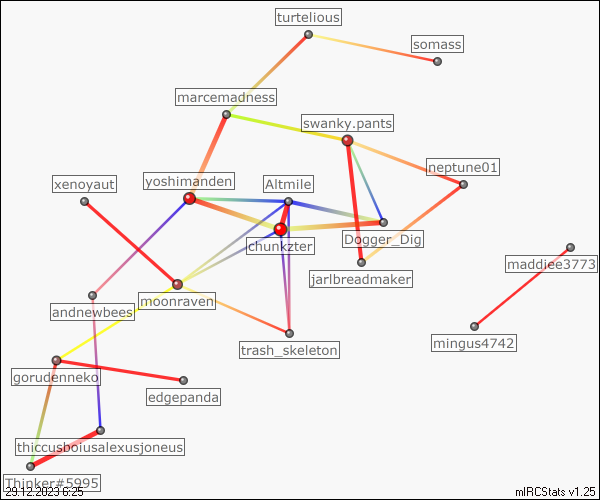 turtelious
somass
marcemadness
swanky.pants
neptune01
xenoyaut
yoshimanden
Altmile
Dogger_Dig
chunkzter
maddiee3773
jarlbreadmaker
moonraven
andnewbees
mingus4742
trash_skeleton
gorudenneko
edgepanda
thiccusboiusalexusjoneus
Thinker#5995
29.12.2023 6:25
mIRCStats v1.25